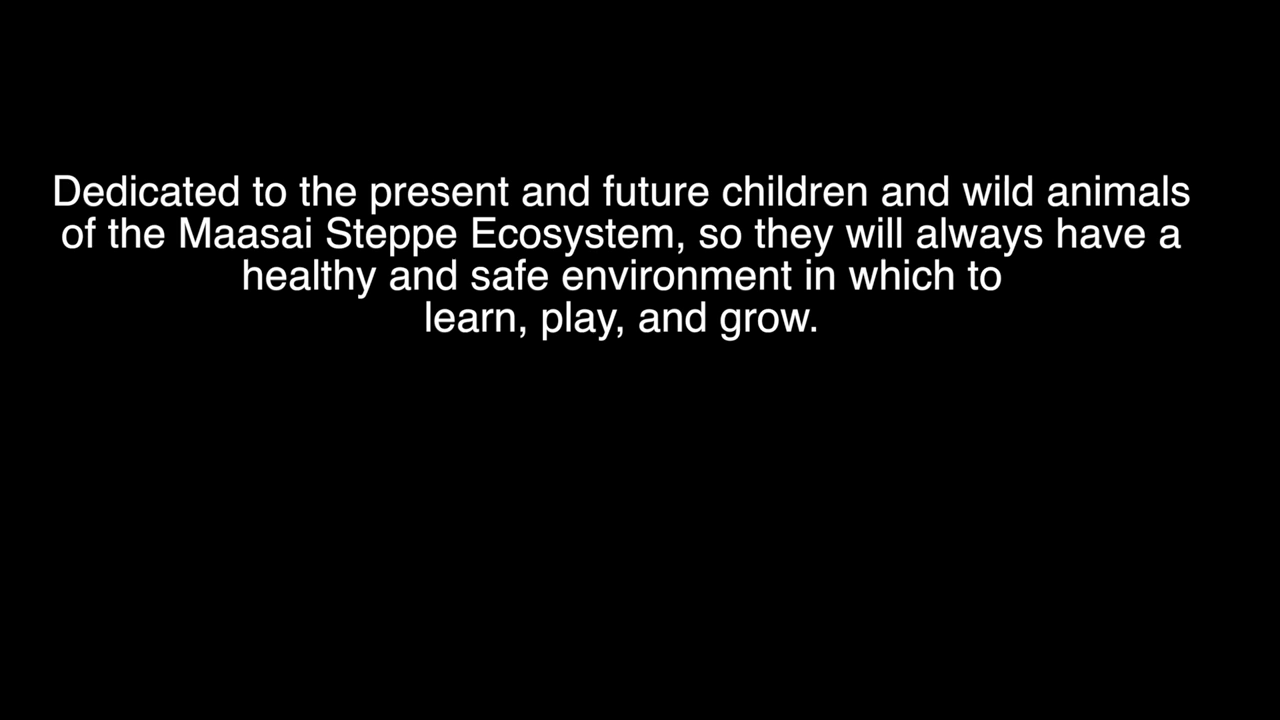 Dedicated to the present and future children and wild animals
of the Maasai Steppe Ecosystem, so they will always have a
healthy and safe environment in which to
learn, play, and grow.